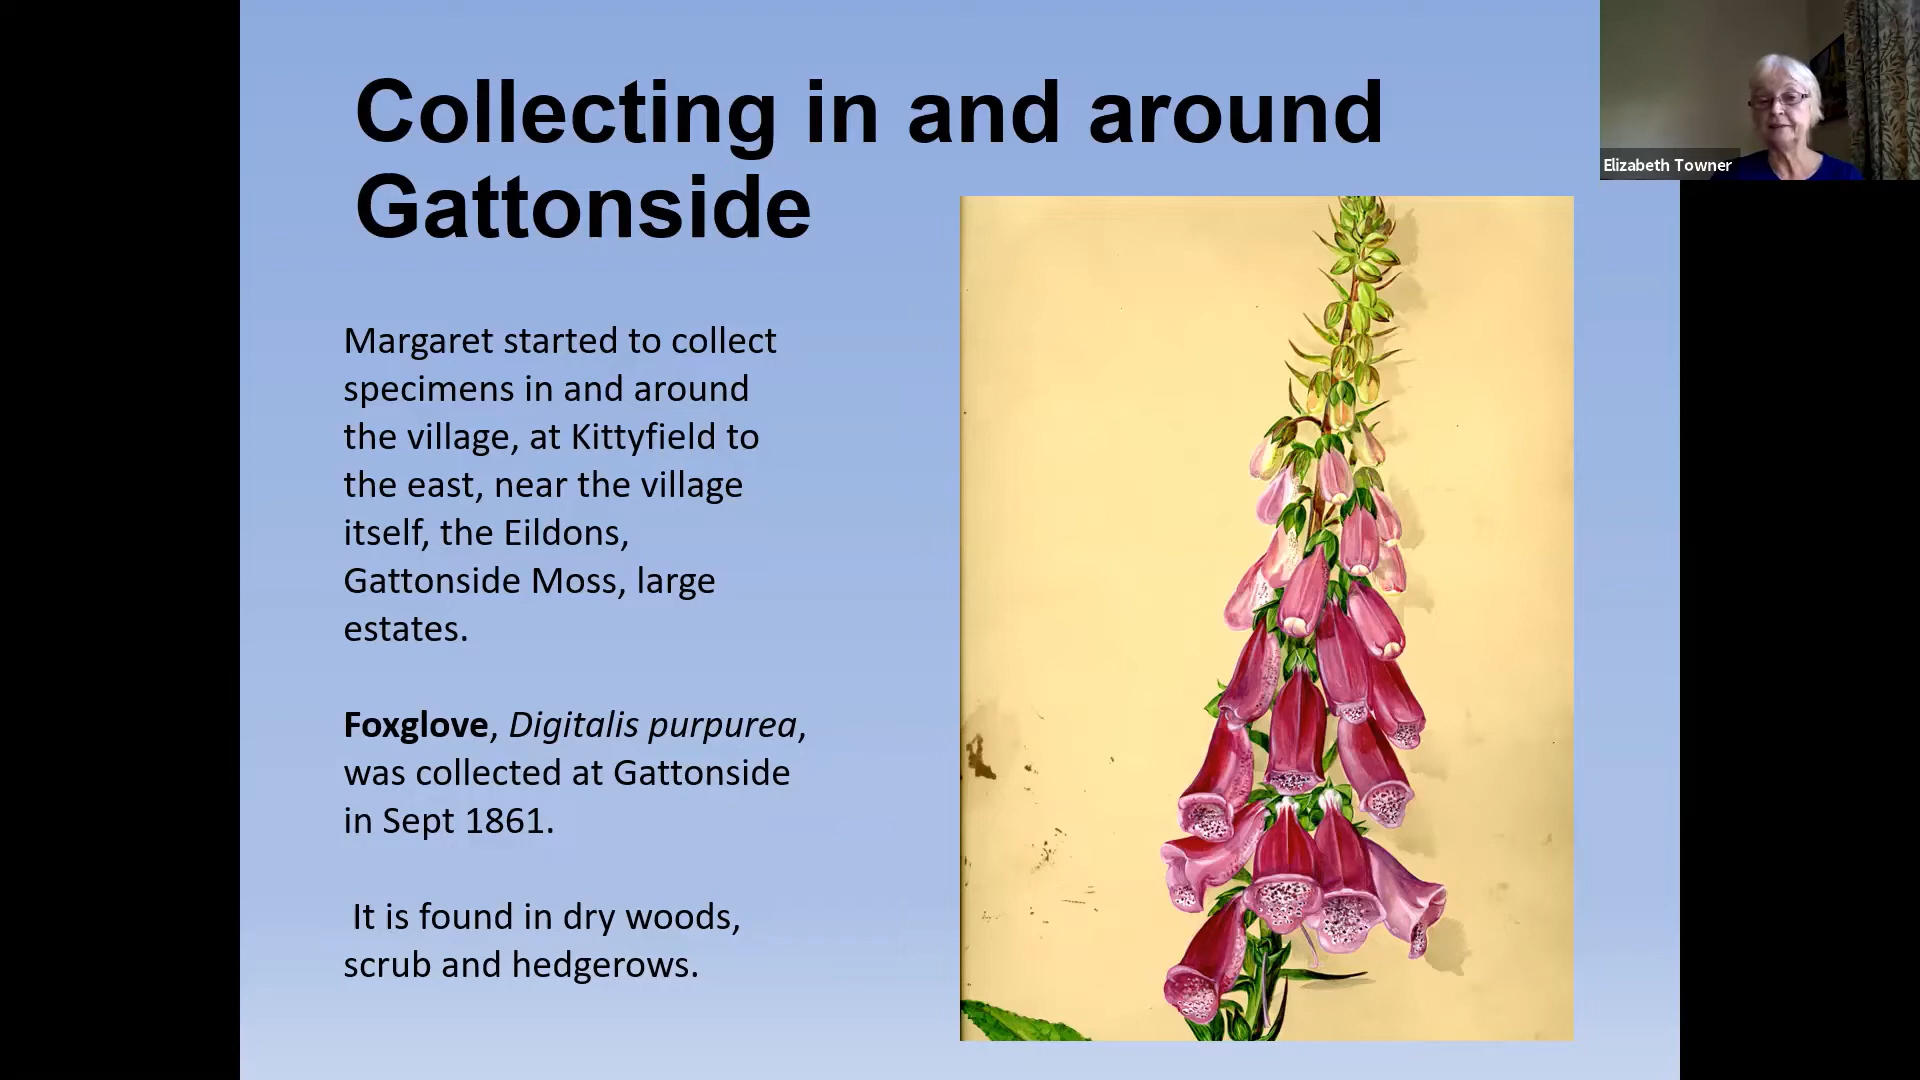 Collecting in and around
Gattonside
Elizabeth Towner
Margaret started to collect
specimens in and around
the village, at Kittyfield to
the east, near the village
itself, the Eildons,
Gattonside Moss, large
estates.
Foxglove, Digitalis purpurea,
was collected at Gattonside
in Sept 1861.
It is found in dry woods,
scrub and hedgerows.